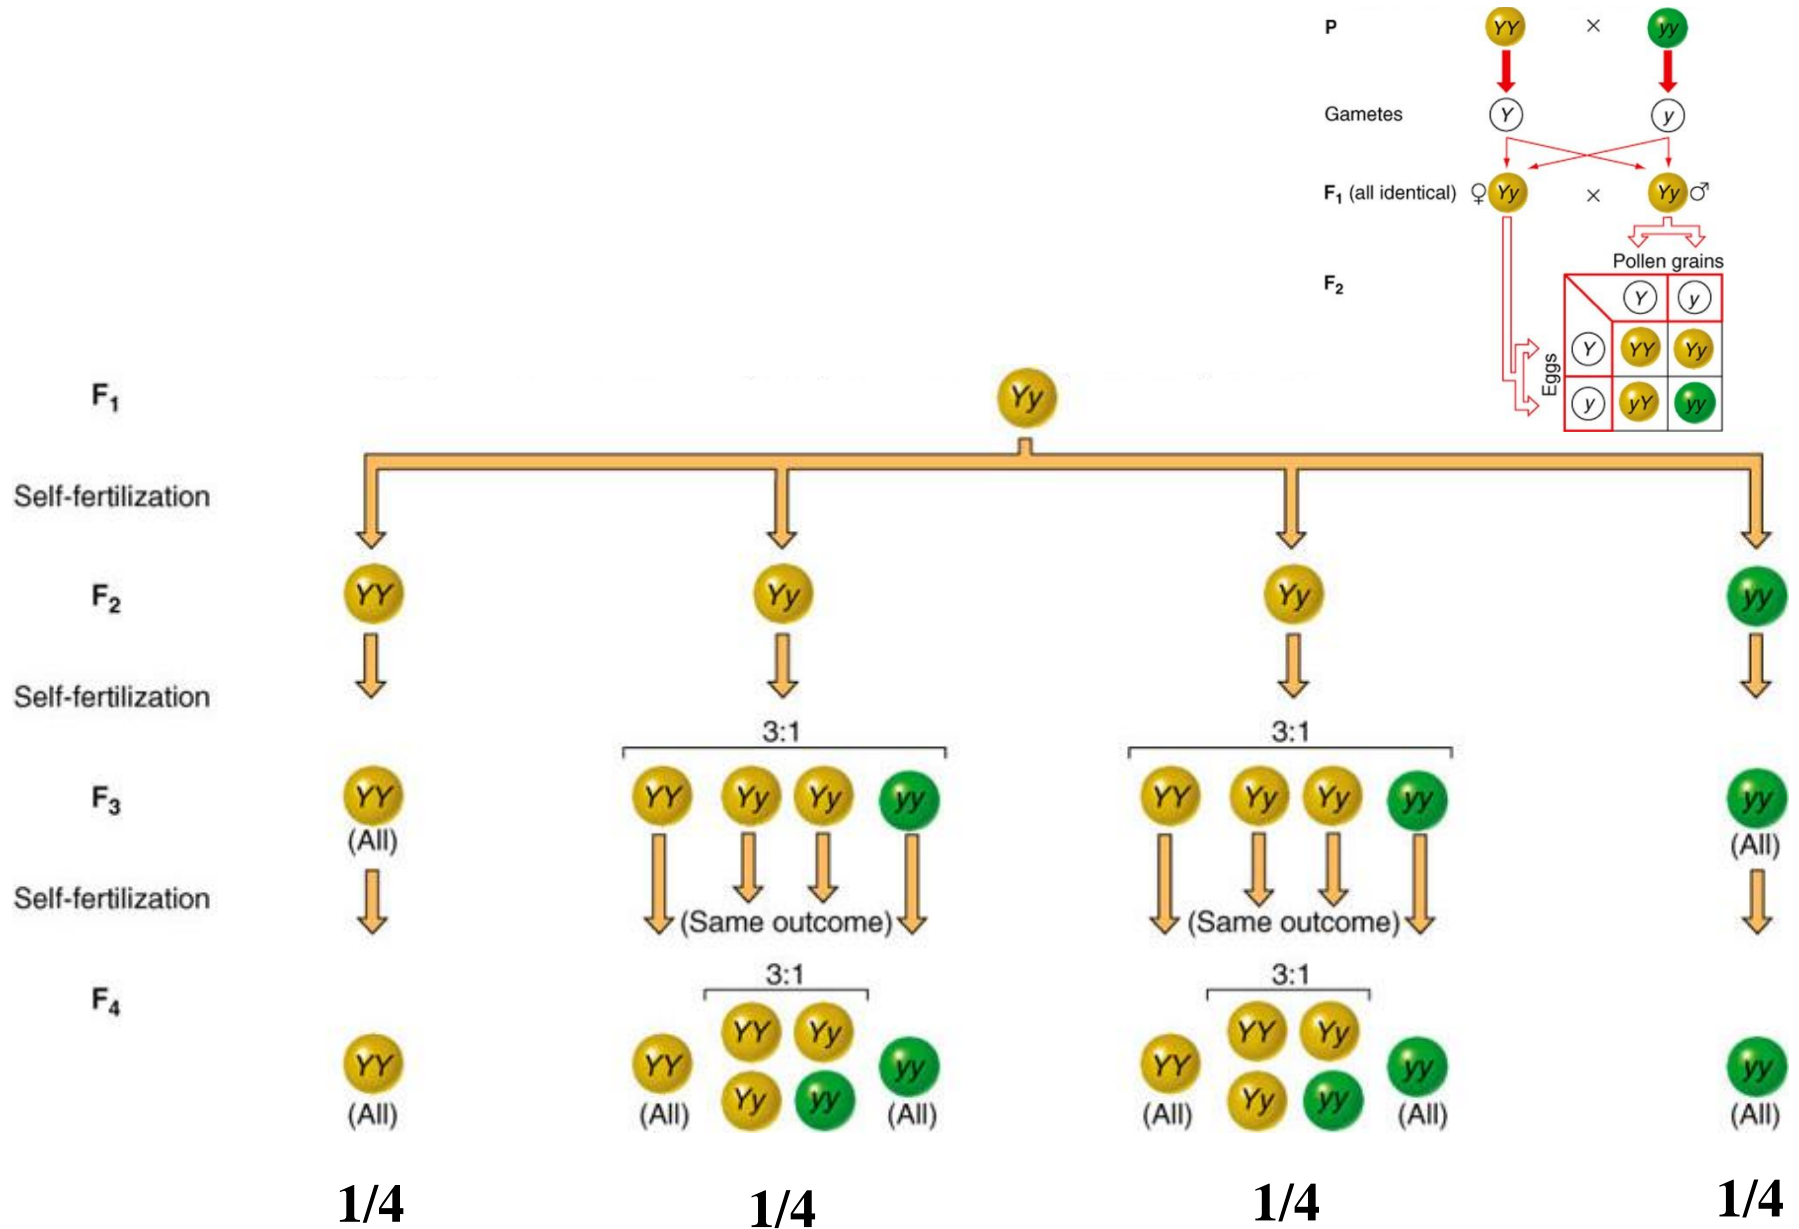 P YY × yy
Gametes Y y
F1 (all identical) ♀ Yy × Yy ♂
Pollen grains
F2
Y y
Eggs
Y YY Yy
y yY yy
F1 Yy
Self-fertilization
F2 YY Yy Yy yy
Self-fertilization
3:1 3:1
F3 YY YY Yy Yy yy YY Yy Yy yy yy
(All) (All)
Self-fertilization
(Same outcome) (Same outcome)
3:1 3:1
F4
YY Yy YY Yy
YY YY yy YY yy yy
Yy yy Yy yy
(All) (All) (All) (All) (All) (All)
1/4 1/4 1/4 1/4